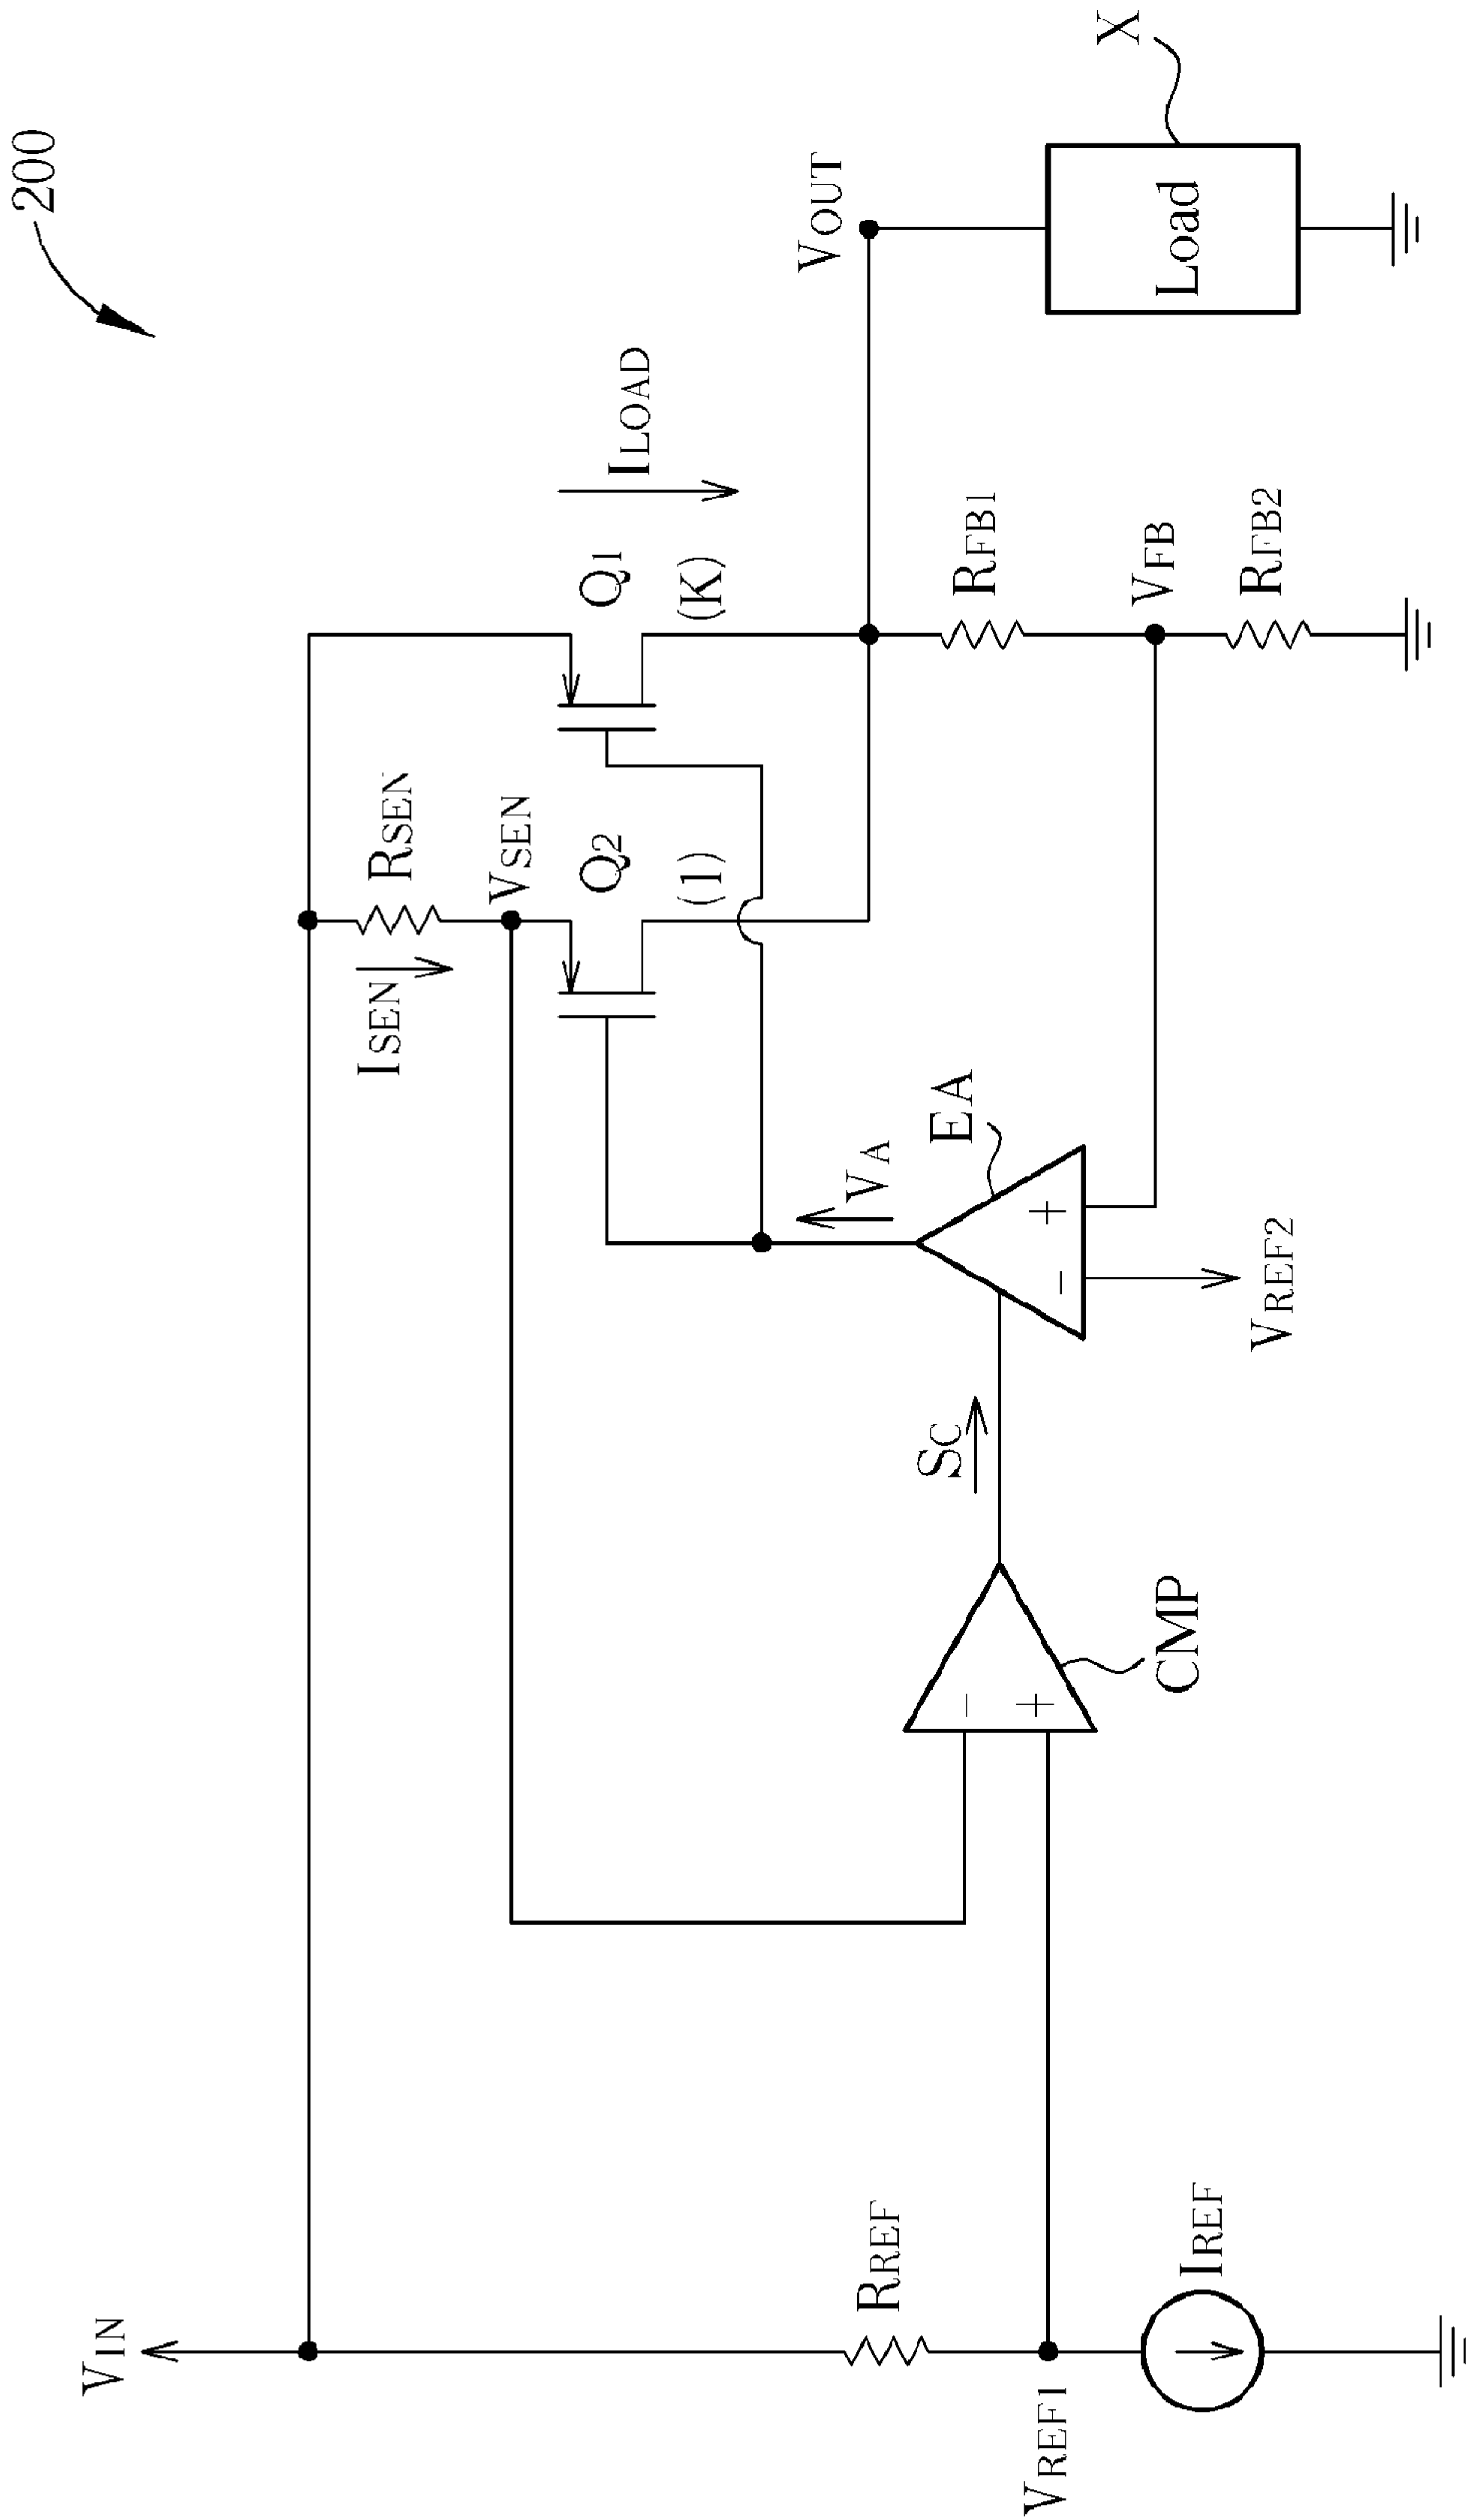 200
VIN
ISEN
RSEN
VSEN
Q2
(1)
Q1
(K)
ILOAD
VOUT
VA
EA
+
-
SC
-
+
CMP
RREF
VREF1
IREF
VREF2
RFB1
VFB
RFB2
Load
X